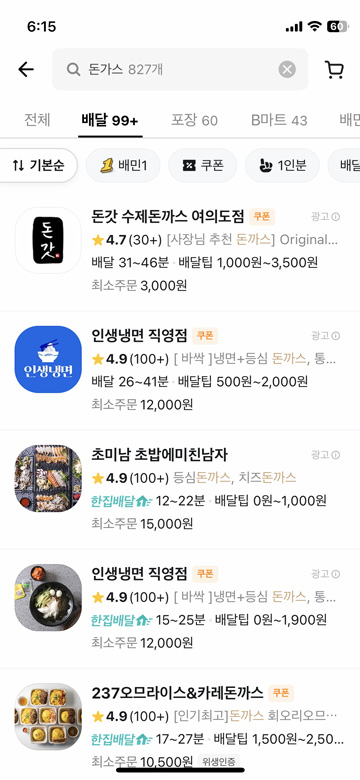 6:15
60
돈가스 827개
전체 배달 99+ 포장 60 B마트 43 배민
기본순 배민1 쿠폰 1인분 배달
돈갓
돈갓 수제돈까스 여의도점 쿠폰 광고
4.7(30+) [사장님 추천 돈까스] Original...
배달 31~46분 · 배달팁 1,000원~3,500원
최소주문 3,000원
인생냉면
인생냉면 직영점 쿠폰 광고
4.9(100+) [ 바싹 ]냉면+등심 돈까스, 통...
배달 26~41분 · 배달팁 500원~2,000원
최소주문 12,000원
초미남 초밥에미친남자 광고
4.9(100+) 등심돈까스, 치즈돈까스
한집배달 12~22분 · 배달팁 0원~1,000원
최소주문 15,000원
인생냉면 직영점 쿠폰 광고
4.9(100+) [ 바싹 ]냉면+등심 돈까스, 통...
한집배달 15~25분 · 배달팁 0원~1,900원
최소주문 12,000원
237오므라이스&카레돈까스 쿠폰
4.9(100+) [인기최고]돈까스 회오리오므...
한집배달 17~27분 · 배달팁 1,500원~2,50...
최소주문 10,500원 위생인증